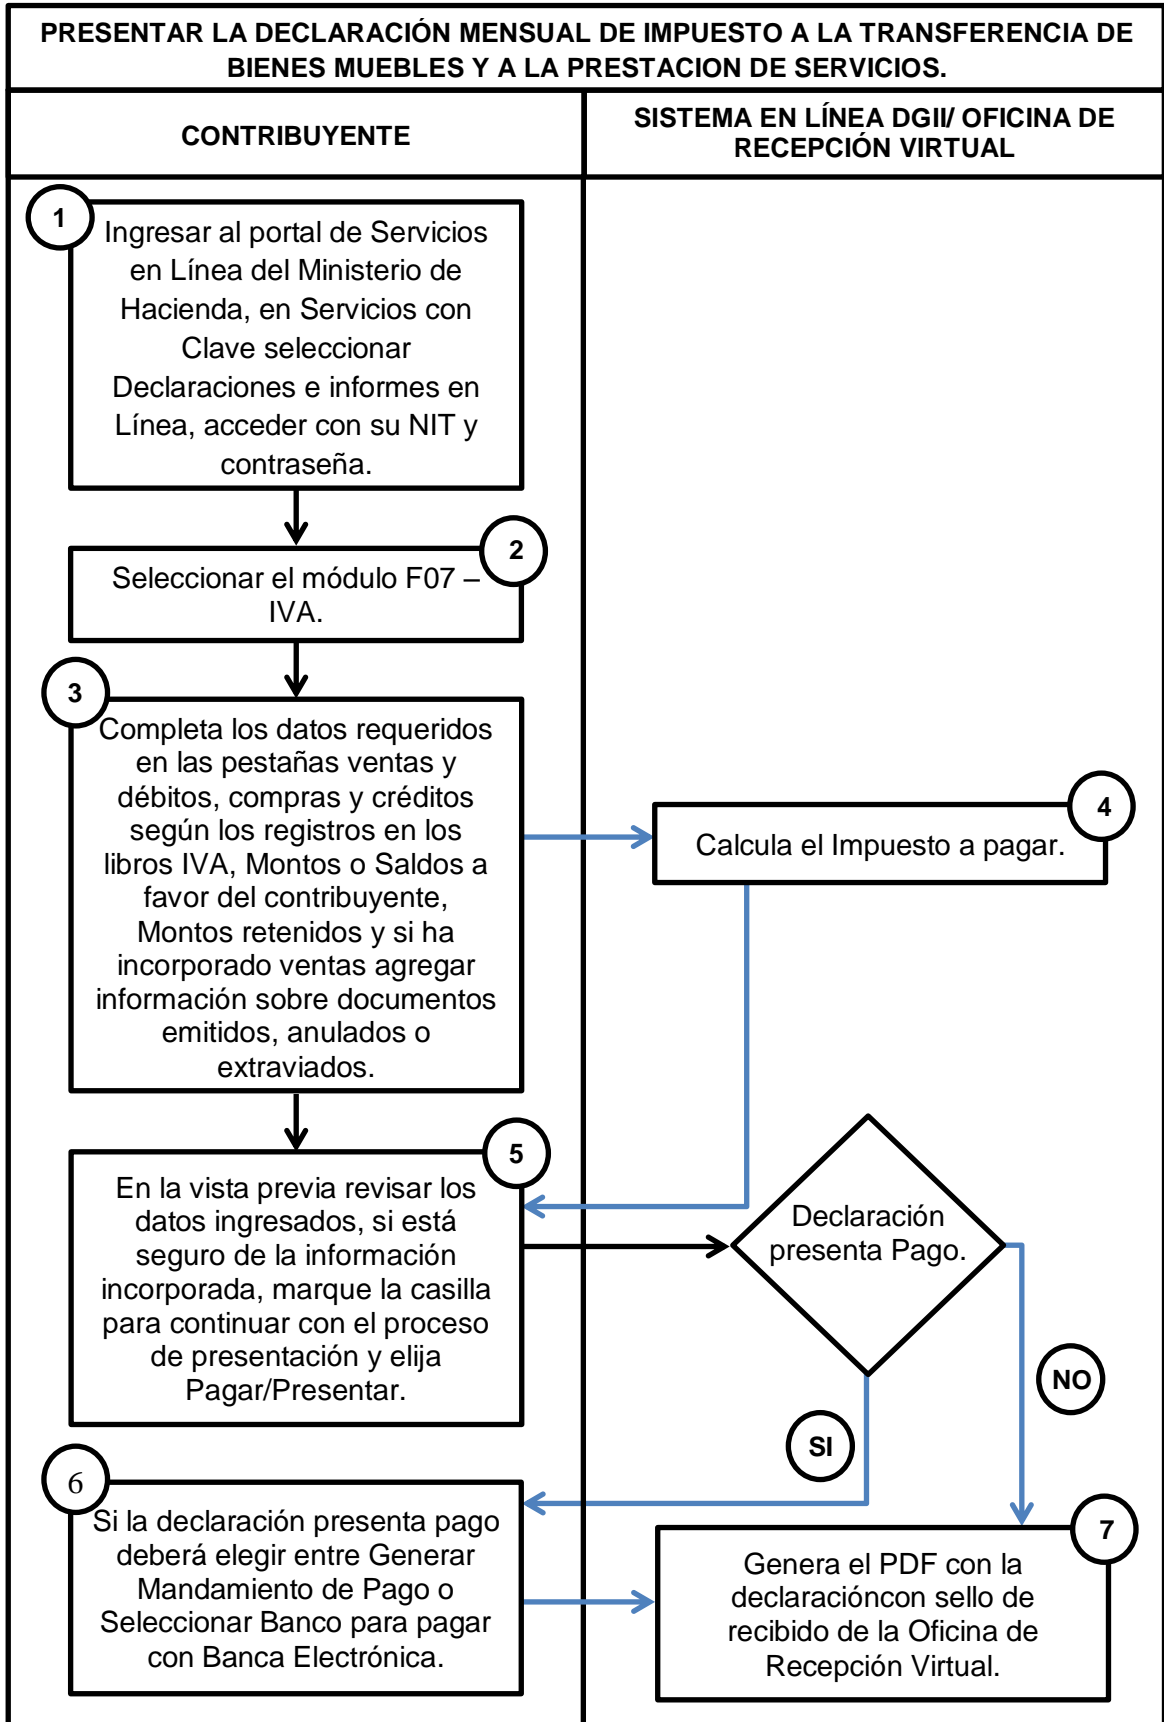 PRESENTAR LA DECLARACIÓN MENSUAL DE IMPUESTO A LA TRANSFERENCIA DE
BIENES MUEBLES Y A LA PRESTACION DE SERVICIOS.
CONTRIBUYENTE
SISTEMA EN LÍNEA DGII/ OFICINA DE
RECEPCIÓN VIRTUAL
1
Ingresar al portal de Servicios
en Línea del Ministerio de
Hacienda, en Servicios con
Clave seleccionar
Declaraciones e informes en
Línea, acceder con su NIT y
contraseña.
2
Seleccionar el módulo F07 –
IVA.
3
Completa los datos requeridos
en las pestañas ventas y
débitos, compras y créditos
según los registros en los
libros IVA, Montos o Saldos a
favor del contribuyente,
Montos retenidos y si ha
incorporado ventas agregar
información sobre documentos
emitidos, anulados o
extraviados.
4
Calcula el Impuesto a pagar.
5
En la vista previa revisar los
datos ingresados, si está
seguro de la información
incorporada, marque la casilla
para continuar con el proceso
de presentación y elija
Pagar/Presentar.
Declaración
presenta Pago.
NO
SI
6
Si la declaración presenta pago
deberá elegir entre Generar
Mandamiento de Pago o
Seleccionar Banco para pagar
con Banca Electrónica.
7
Genera el PDF con la
declaracióncon sello de
recibido de la Oficina de
Recepción Virtual.